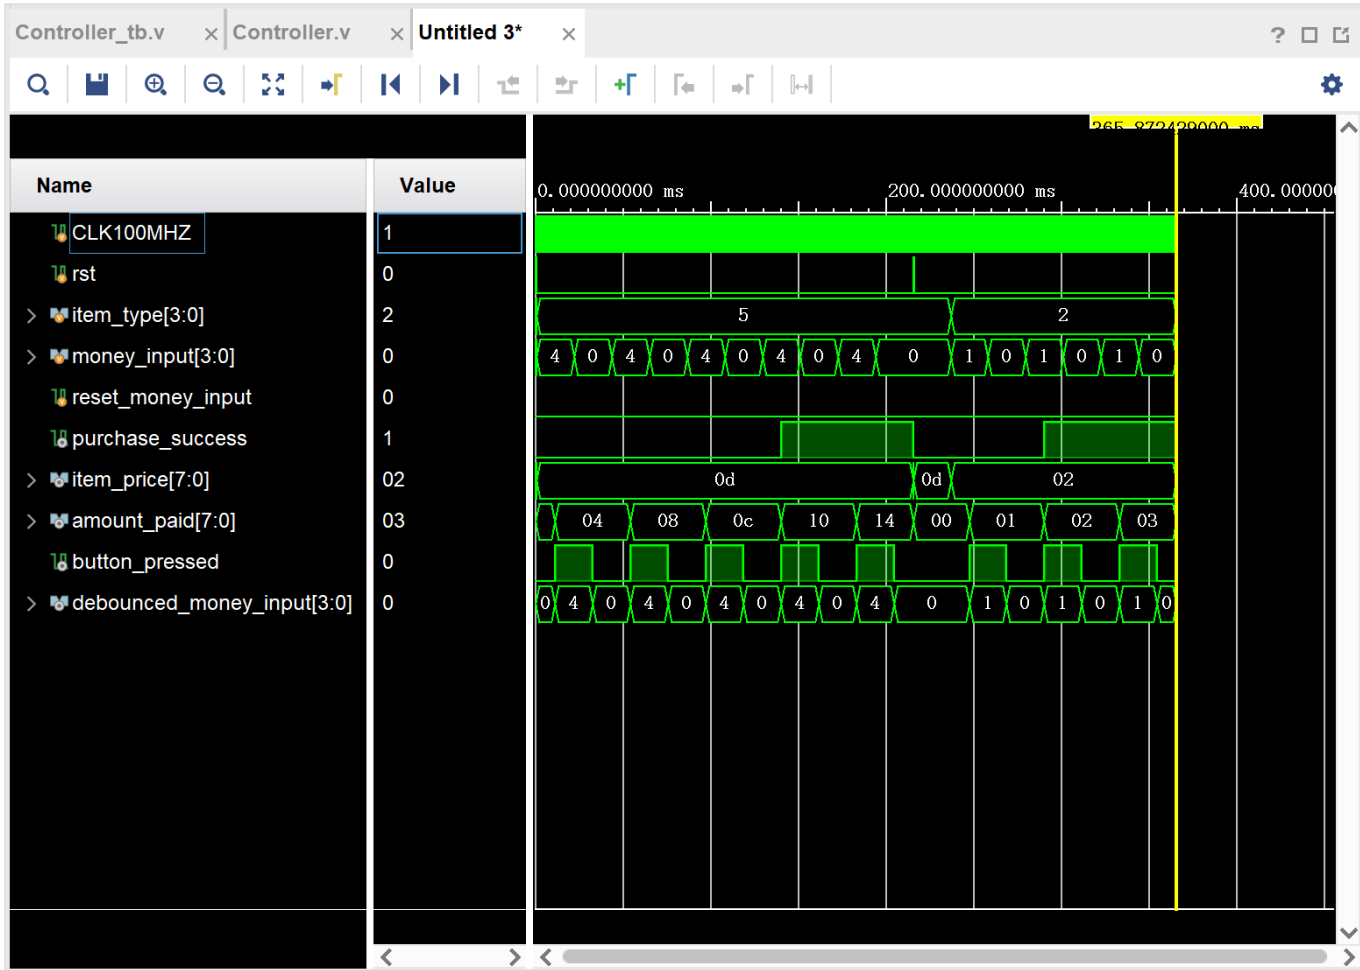 Controller_tb.v Controller.v Untitled 3*
365.872429000 ms
Name Value 0.000000000 ms 200.000000000 ms 400.00000
CLK100MHZ 1
rst 0
item_type[3:0] 2 5 2
money_input[3:0] 0 4 0 4 0 4 0 4 0 4 0 1 0 1 0 1 0
reset_money_input 0
purchase_success 1
item_price[7:0] 02 0d 0d 02
amount_paid[7:0] 03 04 08 0c 10 14 00 01 02 03
button_pressed 0
debounced_money_input[3:0] 0 0 4 0 4 0 4 0 4 0 4 0 1 0 1 0 1 0